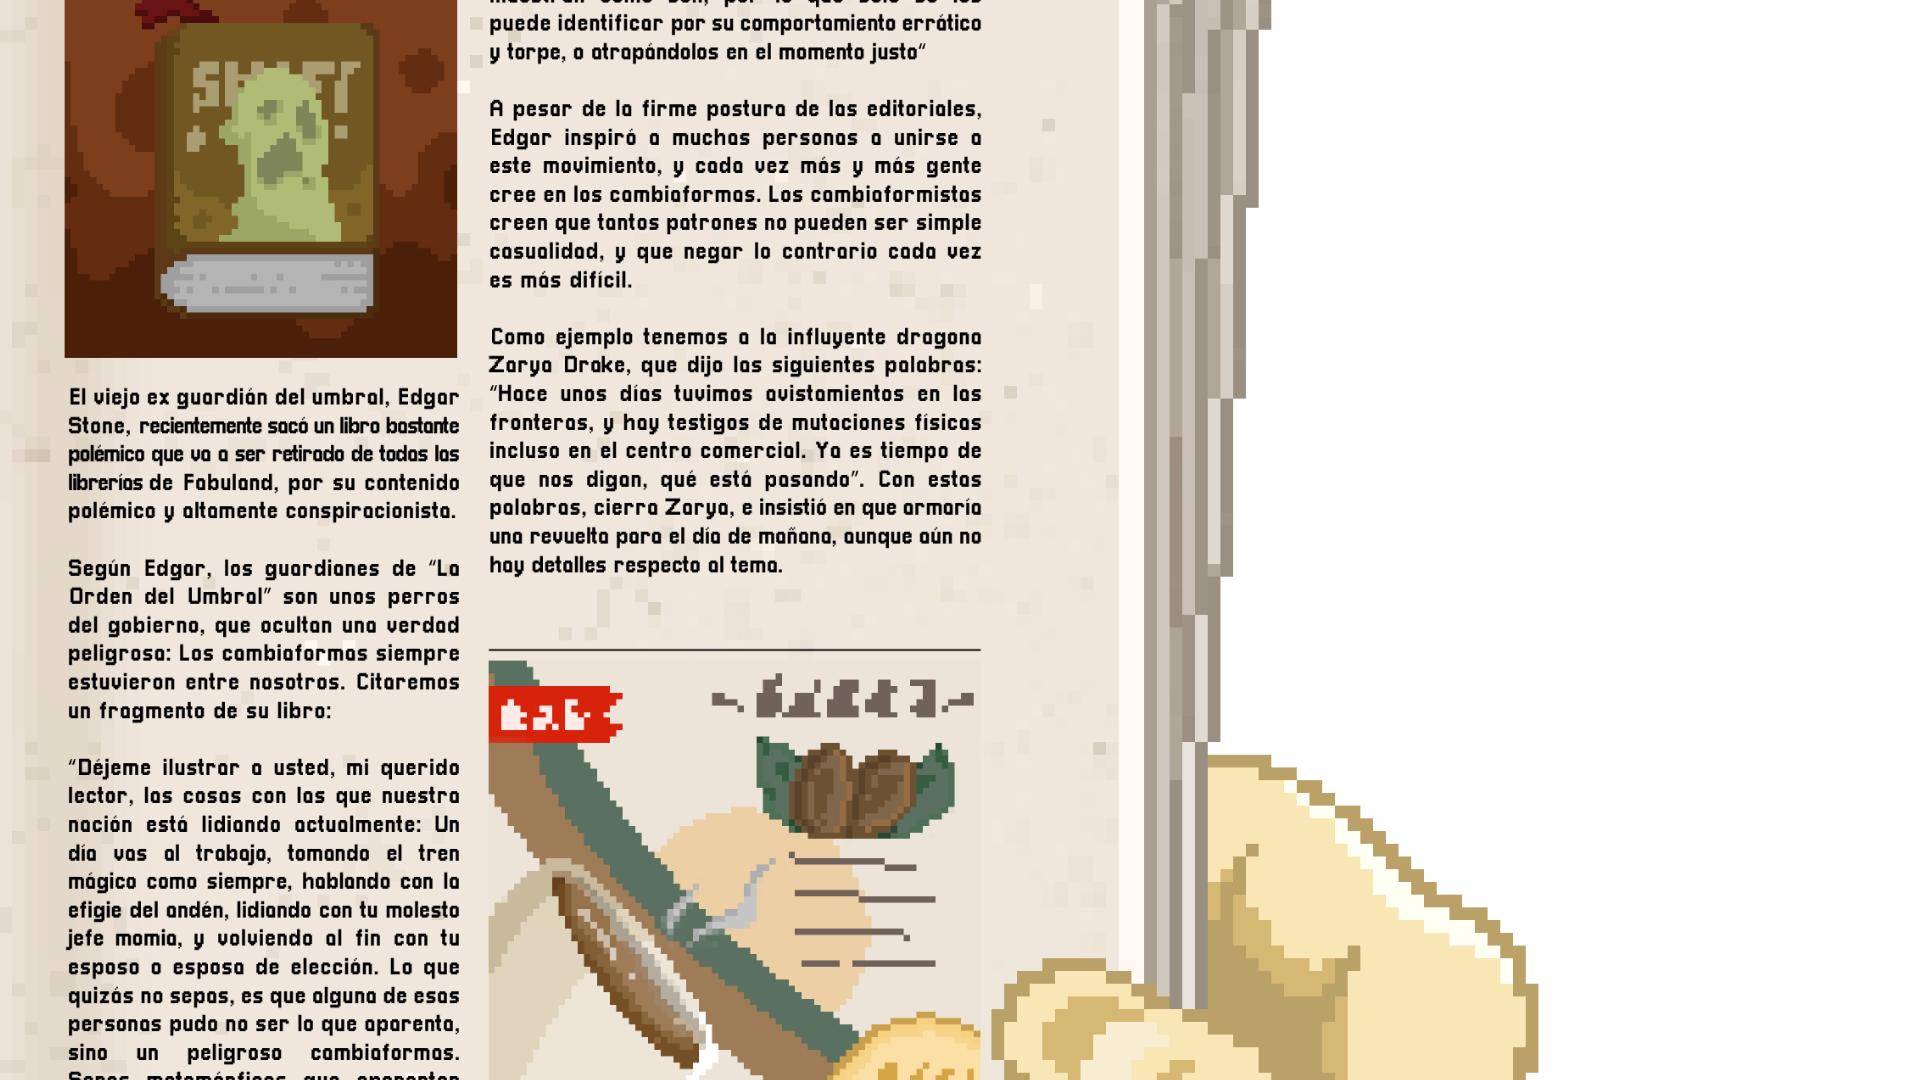 El viejo ex guardián del umbral, Edgar
Stone, recientemente sacó un libro bastante
polémico que va a ser retirado de todas las
librerías de Fabuland, por su contenido
polémico y altamente conspiracionista.
Según Edgar, los guardianes de “La
Orden del Umbral” son unos perros
del gobierno, que ocultan una verdad
peligrosa: Los cambiaformas siempre
estuvieron entre nosotros. Citaremos
un fragmento de su libro:
“Déjeme ilustrar a usted, mi querido
lector, las cosas con las que nuestra
nación está lidiando actualmente: Un
día vas al trabajo, tomando el tren
mágico como siempre, hablando con la
efigie del andén, lidiando con tu molesto
jefe momia, y volviendo al fin con tu
esposo o esposa de elección. Lo que
quizás no sepas, es que alguna de esas
personas pudo no ser lo que aparenta,
sino un peligroso cambiaformas.
puede identificar por su comportamiento errático
y torpe, o atrapándolos en el momento justo“
A pesar de la firme postura de las editoriales,
Edgar inspiró a muchas personas a unirse a
este movimiento, y cada vez más y más gente
cree en los cambiaformas. Los cambiaformistas
creen que tantos patrones no pueden ser simple
casualidad, y que negar lo contrario cada vez
es más difícil.
Como ejemplo tenemos a la influyente dragona
Zarya Drake, que dijo las siguientes palabras:
“Hace unos días tuvimos avistamientos en las
fronteras, y hay testigos de mutaciones físicas
incluso en el centro comercial. Ya es tiempo de
que nos digan, qué está pasando”. Con estas
palabras, cierra Zarya, e insistió en que armaría
una revuelta para el día de mañana, aunque aún no
hay detalles respecto al tema.